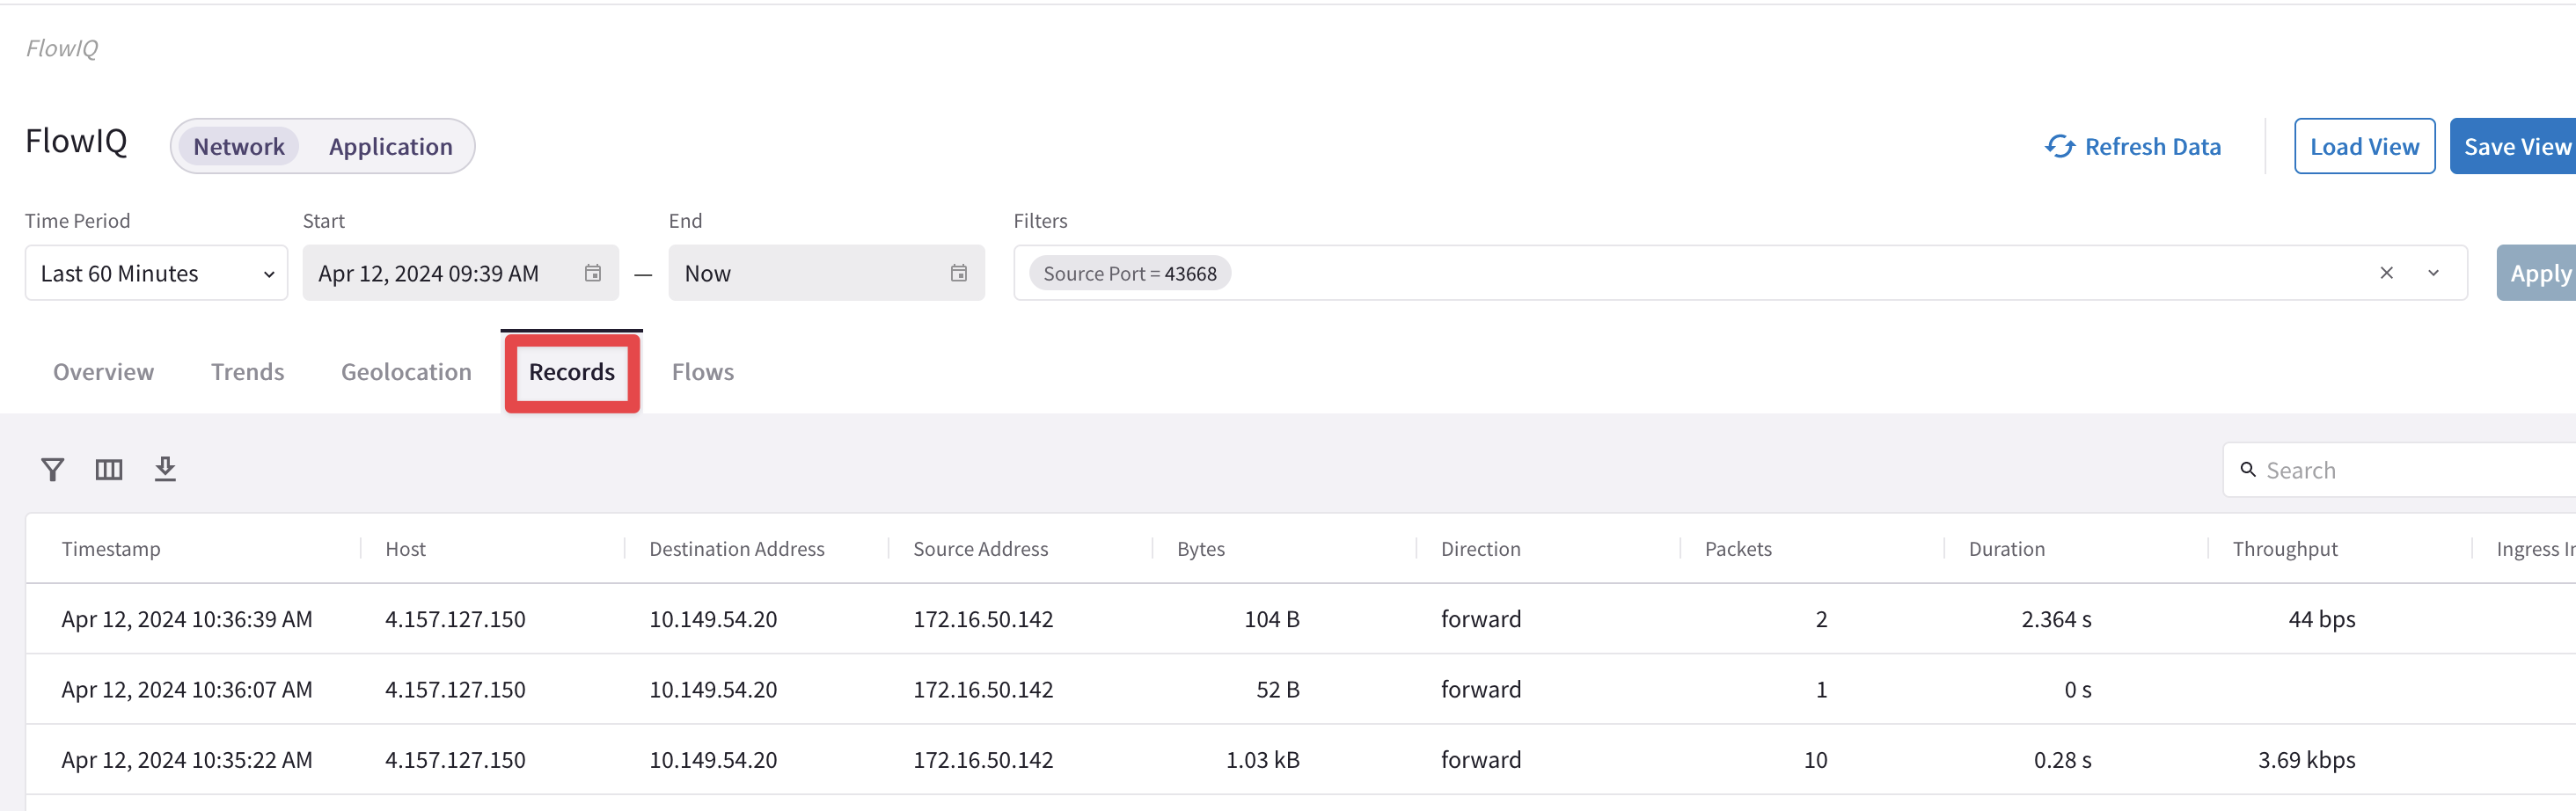 FlowIQ
FlowIQ Network Application Refresh Data Load View Save View
Time Period Start End Filters
Last 60 Minutes Apr 12, 2024 09:39 AM — Now Source Port = 43668 Apply
Overview Trends Geolocation Records Flows
Search
Timestamp Host Destination Address Source Address Bytes Direction Packets Duration Throughput Ingress
Apr 12, 2024 10:36:39 AM 4.157.127.150 10.149.54.20 172.16.50.142 104 B forward 2 2.364 s 44 bps
Apr 12, 2024 10:36:07 AM 4.157.127.150 10.149.54.20 172.16.50.142 52 B forward 1 0 s
Apr 12, 2024 10:35:22 AM 4.157.127.150 10.149.54.20 172.16.50.142 1.03 kB forward 10 0.28 s 3.69 kbps